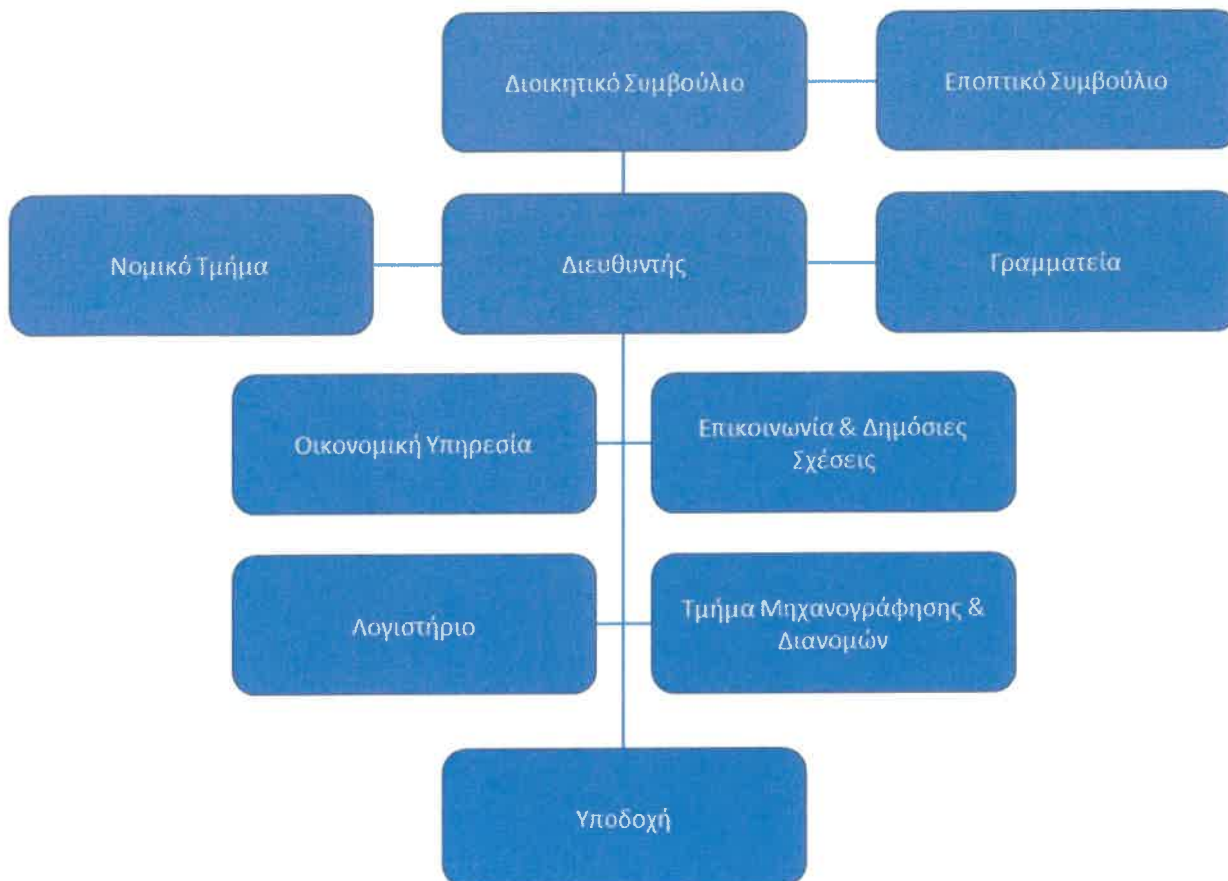 Διοικητικό Συμβούλιο
Εποπτικό Συμβούλιο
Νομικό Τμήμα
Διευθυντής
Γραμματεία
Οικονομική Υπηρεσία
Επικοινωνία & Δημόσιες
Σχέσεις
Λογιστήριο
Τμήμα Μηχανογράφησης &
Διανομών
Υποδοχή